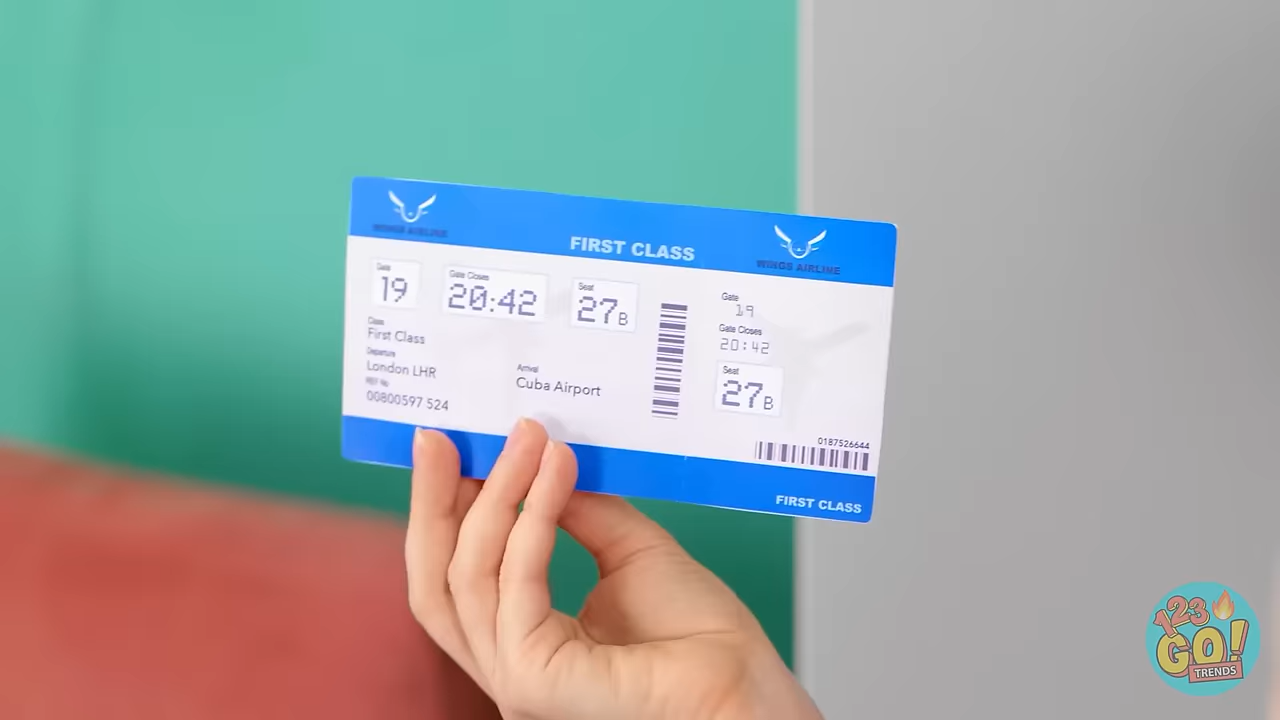 WINGS AIRLINE
FIRST CLASS
WINGS AIRLINE
Gate
19
Gate Closes
20:42
Seat
27B
Class
First Class
Departure
London LHR
REF No
00800597 524
Arrival
Cuba Airport
Gate
19
Gate Closes
20:42
Seat
27B
0187526644
FIRST CLASS
123
GO!
TRENDS